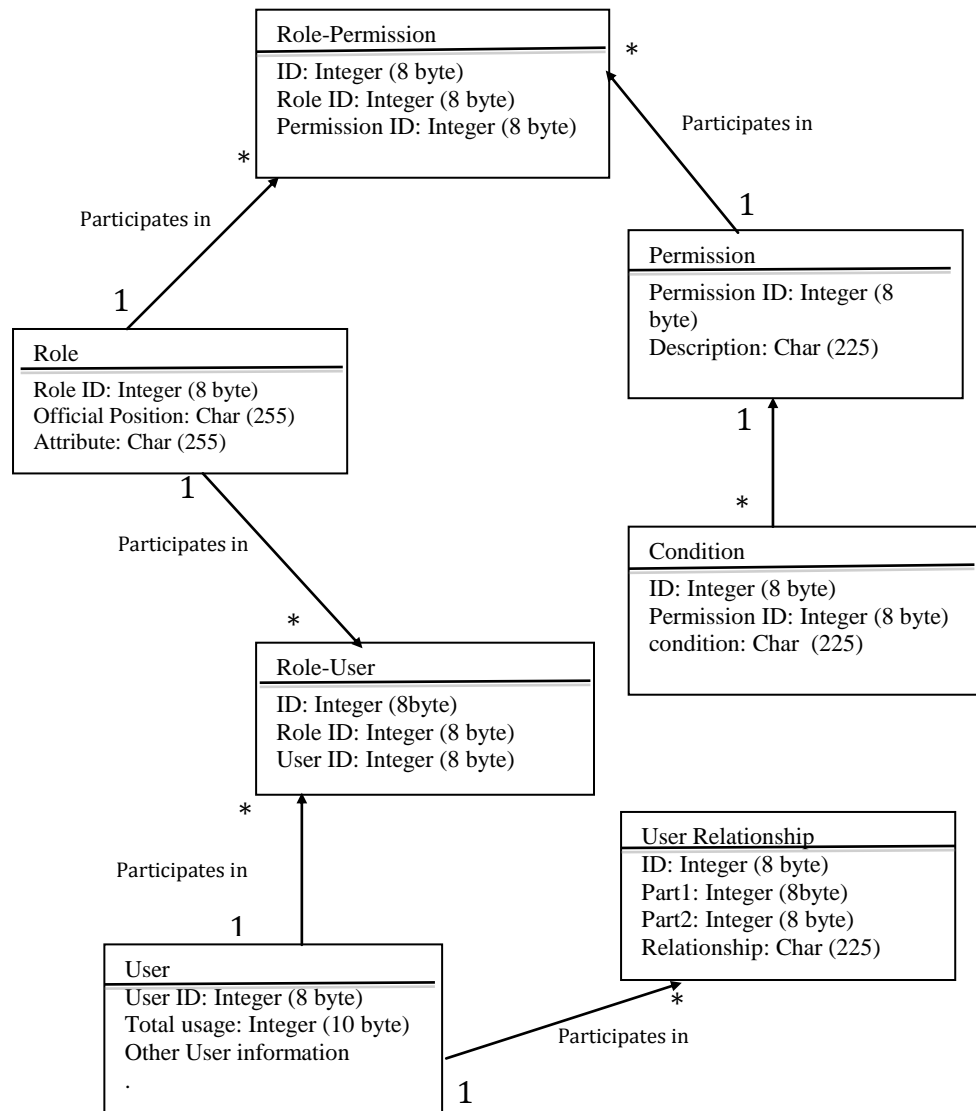 Role-Permission
ID: Integer (8 byte)
Role ID: Integer (8 byte)
Permission ID: Integer (8 byte)
*
*
Participates in
Participates in
1
1
Permission
Permission ID: Integer (8
byte)
Description: Char (225)
Role
Role ID: Integer (8 byte)
Official Position: Char (255)
Attribute: Char (255)
1
1
Participates in
*
Condition
ID: Integer (8 byte)
Permission ID: Integer (8 byte)
condition: Char (225)
*
Role-User
ID: Integer (8byte)
Role ID: Integer (8 byte)
User ID: Integer (8 byte)
*
Participates in
1
User Relationship
ID: Integer (8 byte)
Part1: Integer (8byte)
Part2: Integer (8 byte)
Relationship: Char (225)
User
User ID: Integer (8 byte)
Total usage: Integer (10 byte)
Other User information
.
*
Participates in
1